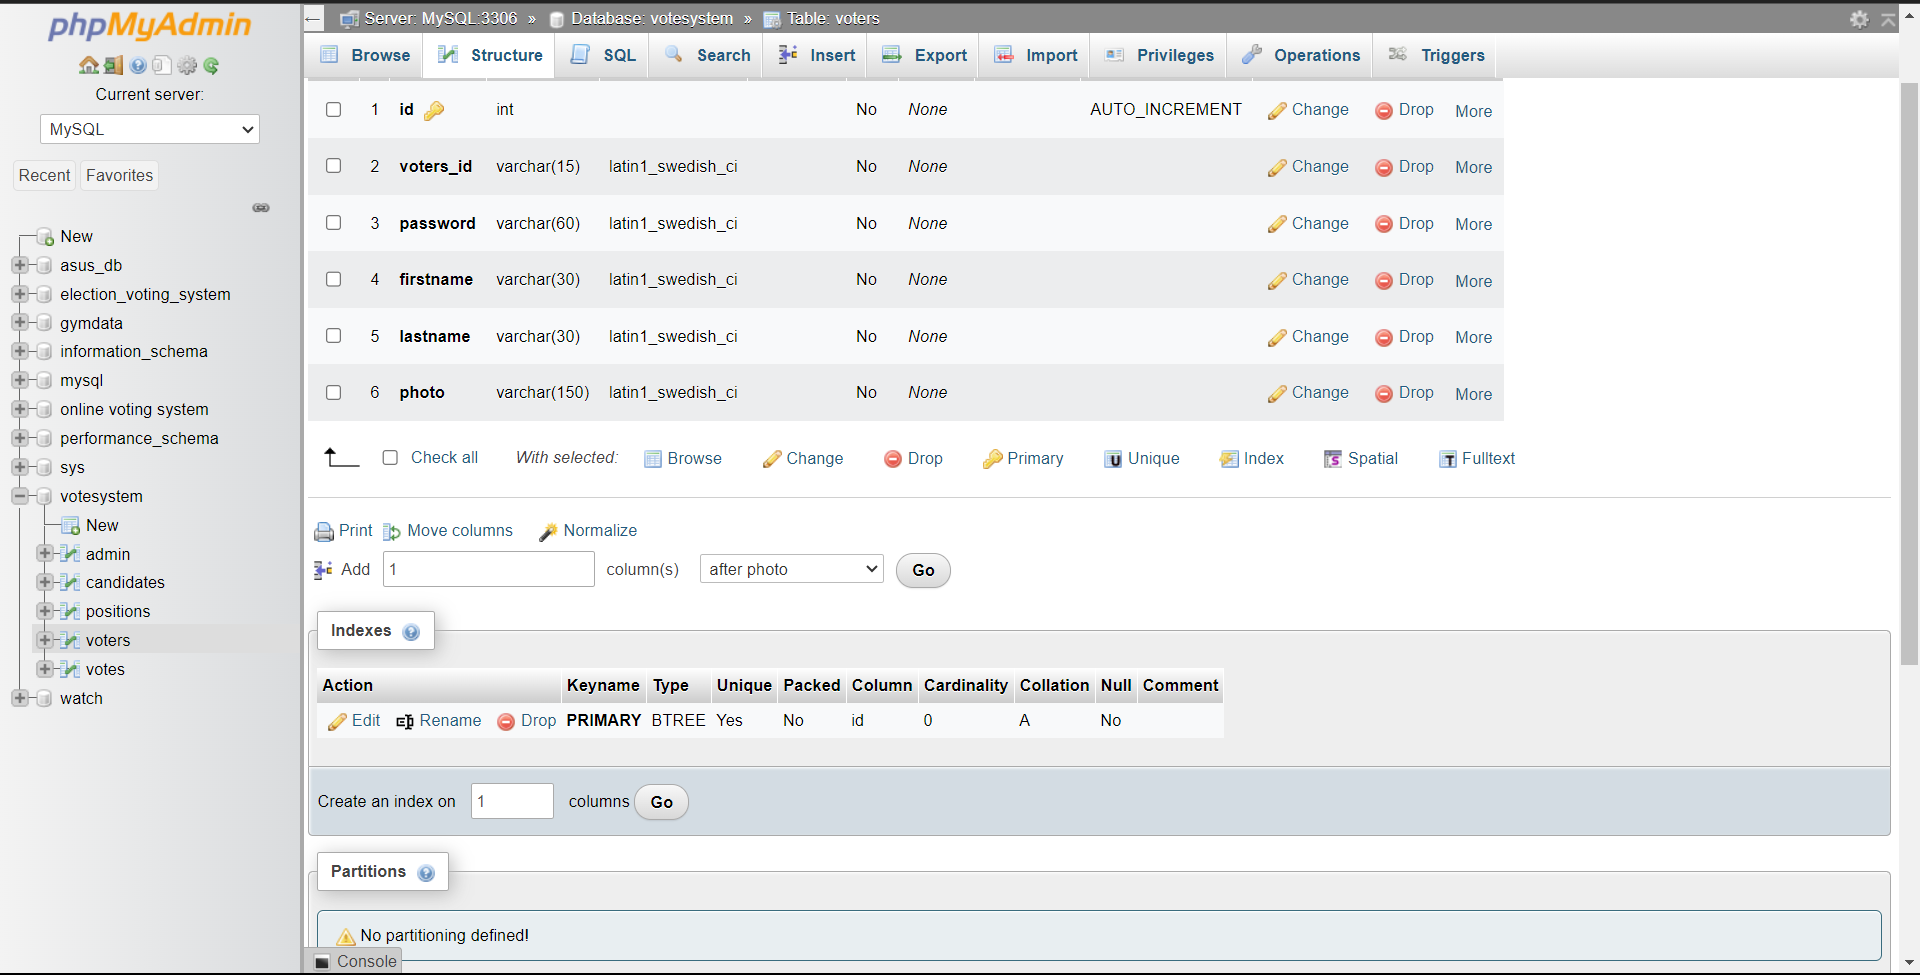 phpMyAdmin
Current server:
MySQL
Recent Favorites
New
asus_db
election_voting_system
gymdata
information_schema
mysql
online voting system
performance_schema
sys
votesystem
New
admin
candidates
positions
voters
votes
watch
Server: MySQL:3306 » Database: votesystem » Table: voters
Browse Structure SQL Search Insert Export Import Privileges Operations Triggers
1 id int No None AUTO_INCREMENT Change Drop More
2 voters_id varchar(15) latin1_swedish_ci No None Change Drop More
3 password varchar(60) latin1_swedish_ci No None Change Drop More
4 firstname varchar(30) latin1_swedish_ci No None Change Drop More
5 lastname varchar(30) latin1_swedish_ci No None Change Drop More
6 photo varchar(150) latin1_swedish_ci No None Change Drop More
Check all With selected: Browse Change Drop Primary Unique Index Spatial Fulltext
Print Move columns Normalize
Add 1 column(s) after photo Go
Indexes
Action Keyname Type Unique Packed Column Cardinality Collation Null Comment
Edit Rename Drop PRIMARY BTREE Yes No id 0 A No
Create an index on 1 columns Go
Partitions
No partitioning defined!
Console